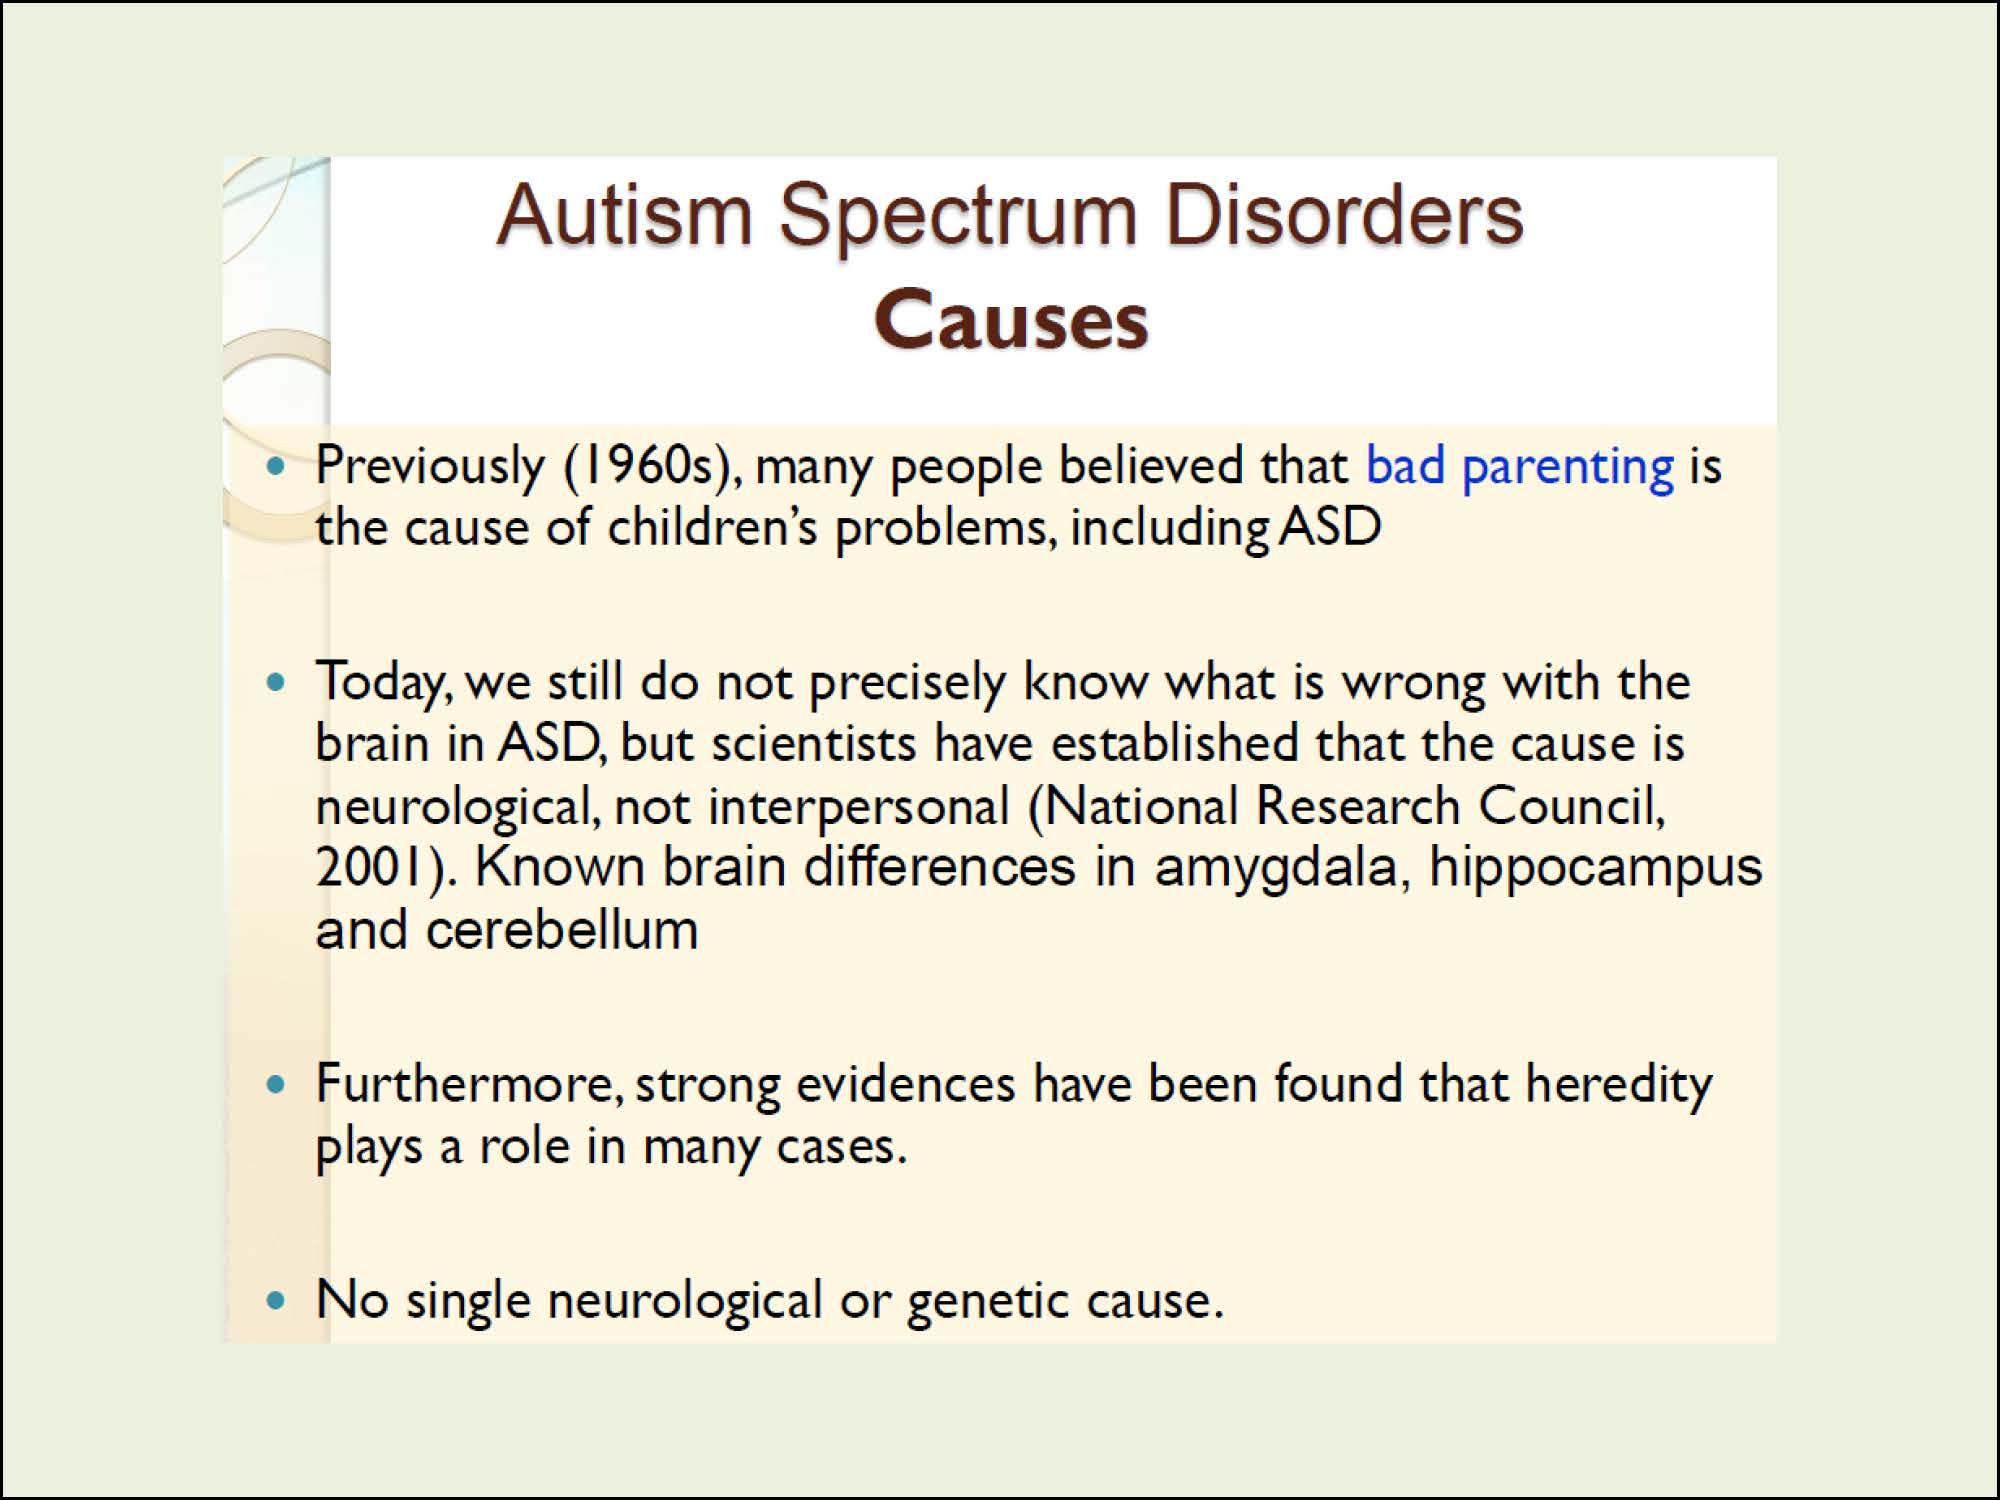 Autism Spectrum Disorders
Causes
• Previously (1960s), many people believed that bad parenting is
the cause of children’s problems, including ASD
• Today, we still do not precisely know what is wrong with the
brain in ASD, but scientists have established that the cause is
neurological, not interpersonal (National Research Council,
2001). Known brain differences in amygdala, hippocampus
and cerebellum
• Furthermore, strong evidences have been found that heredity
plays a role in many cases.
• No single neurological or genetic cause.